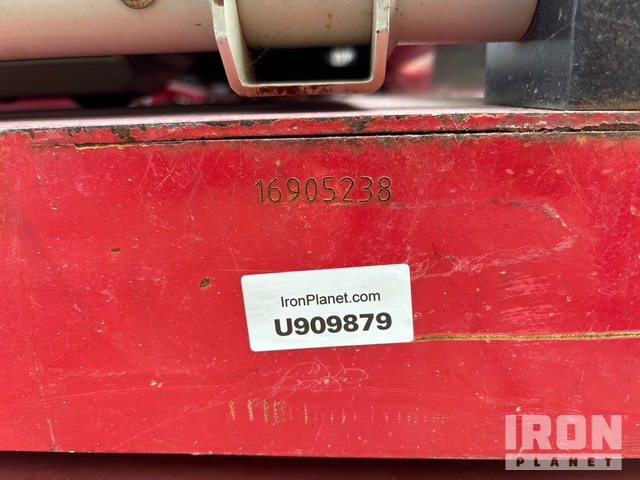 16905238
IronPlanet.com
U909879
IRON
PLANET